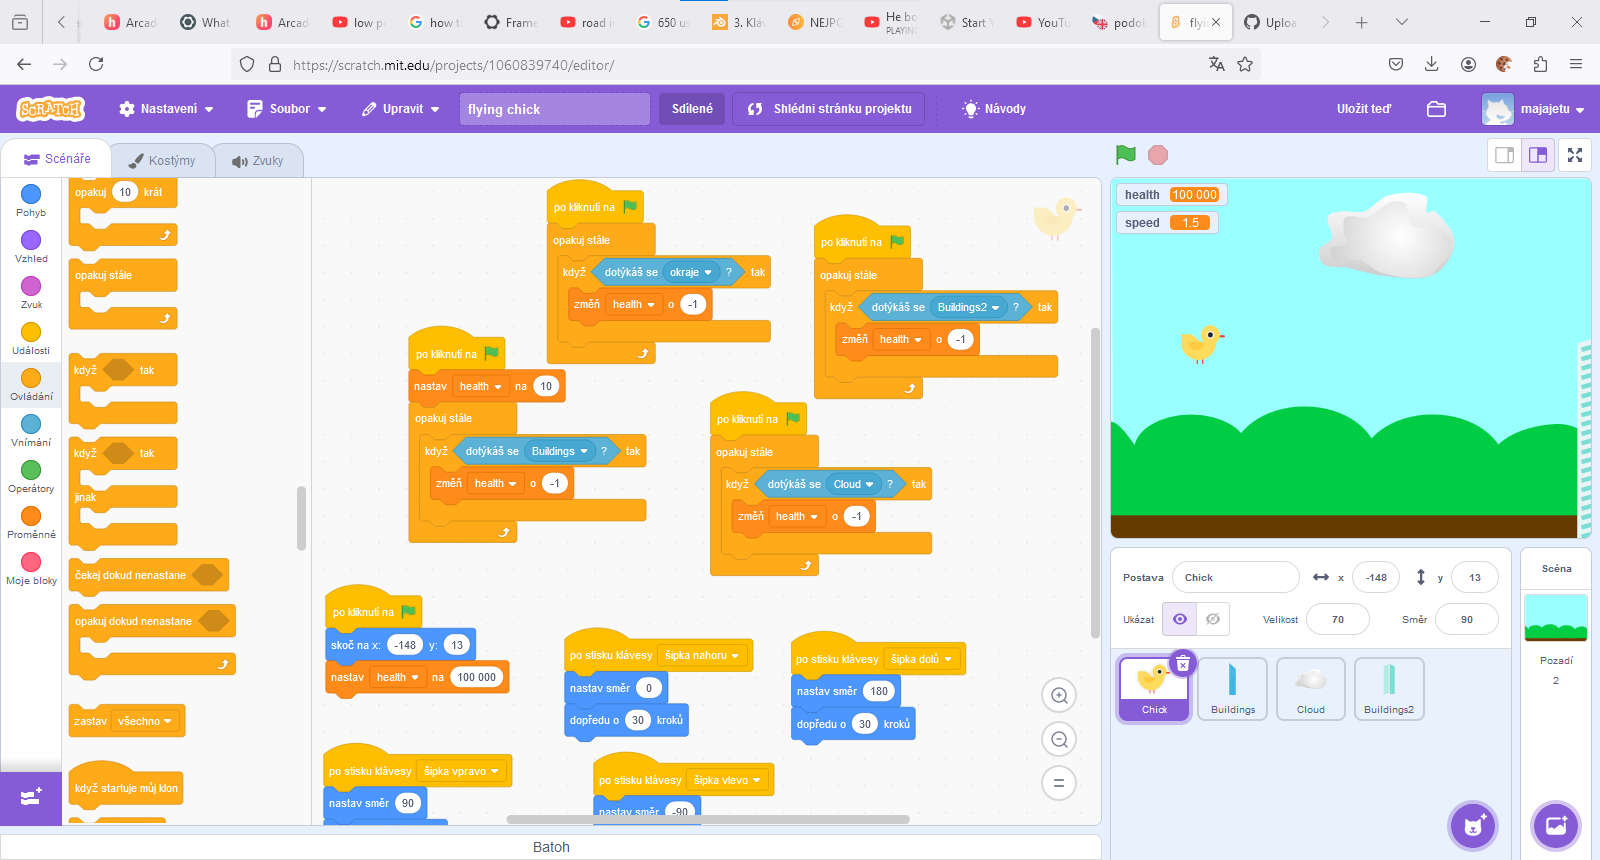 Arcad
What
Arcad
low po
how to
Frame
road i
650 us
3. Kláv
NEJPO
He bo
PLAYING
Start Y
YouTu
podob
flyin
Uploa
https://scratch.mit.edu/projects/1060839740/editor/
SCRATCH
Nastavení
Soubor
Upravit
flying chick
Sdílené
Shlédni stránku projektu
Návody
Uložit teď
majajetu
Scénáře
Kostýmy
Zvuky
Pohyb
Vzhled
Zvuk
Události
Ovládání
Vnímání
Operátory
Proměnné
Moje bloky
opakuj 10 krát
opakuj stále
když tak
když tak
jinak
čekej dokud nenastane
opakuj dokud nenastane
zastav všechno
když startuje můj klon
po kliknutí na
opakuj stále
když dotýkáš se okraje ? tak
změň health o -1
po kliknutí na
opakuj stále
když dotýkáš se Buildings2 ? tak
změň health o -1
po kliknutí na
nastav health na 10
opakuj stále
když dotýkáš se Buildings ? tak
změň health o -1
po kliknutí na
opakuj stále
když dotýkáš se Cloud ? tak
změň health o -1
po kliknutí na
skoč na x: -148 y: 13
nastav health na 100 000
po stisku klávesy šipka nahoru
nastav směr 0
dopředu o 30 kroků
po stisku klávesy šipka dolů
nastav směr 180
dopředu o 30 kroků
po stisku klávesy šipka vpravo
nastav směr 90
po stisku klávesy šipka vlevo
nastav směr -90
health 100 000
speed 1.5
Postava Chick x -148 y 13
Ukázat Velikost 70 Směr 90
Chick
Buildings
Cloud
Buildings2
Scéna
Pozadí
2
Batoh